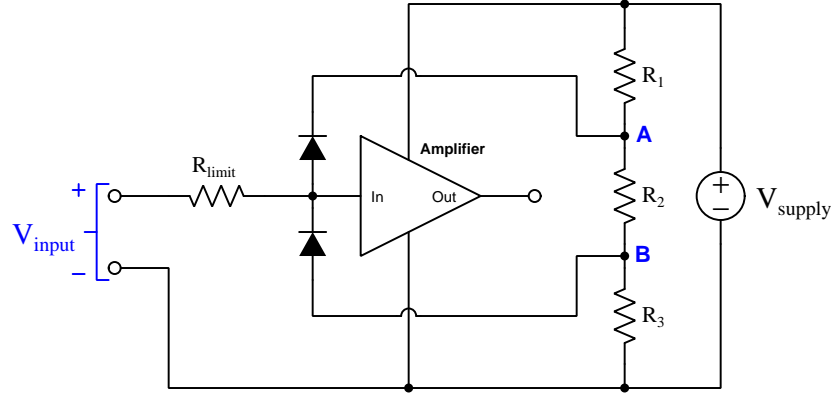 R1
A
Amplifier
Rlimit
+
In
Out
R2
+
−
Vsupply
Vinput
B
−
R3